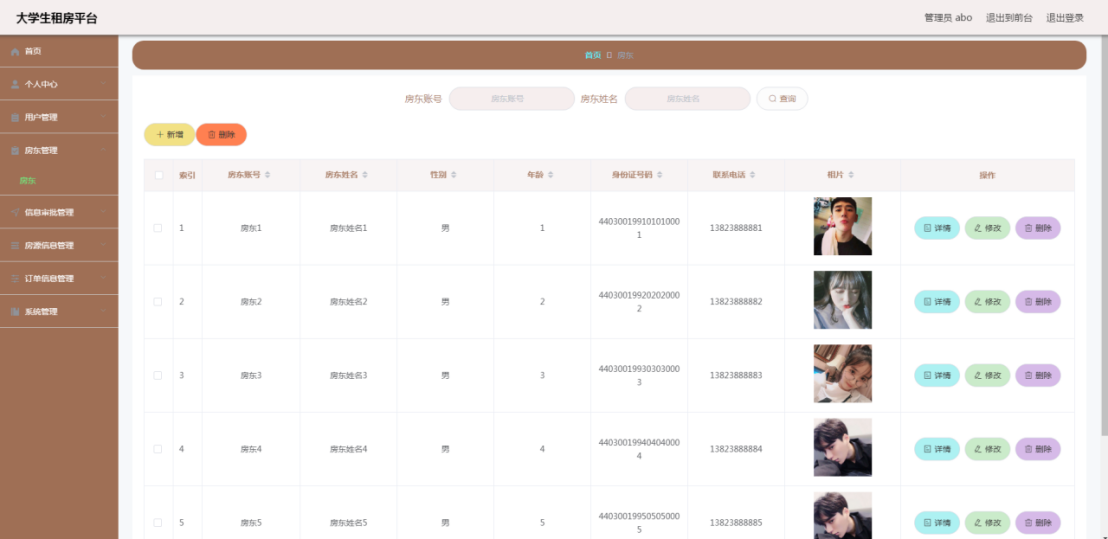 大学生租房平台
管理员 abo 退出到前台 退出登录
首页
个人中心
用户管理
房东管理
房东
信息审批管理
房源信息管理
订单信息管理
系统管理
首页 房东
房东账号 房东账号 房东姓名 房东姓名 查询
新增 删除
索引 房东账号 房东姓名 性别 年龄 身份证号码 联系电话 相片 操作
1 房东1 房东姓名1 男 1 44030019910101000 13823888881 详情 修改 删除
1
2 房东2 房东姓名2 男 2 44030019920202000 13823888882 详情 修改 删除
2
3 房东3 房东姓名3 男 3 44030019930303000 13823888883 详情 修改 删除
3
4 房东4 房东姓名4 男 4 44030019940404000 13823888884 详情 修改 删除
4
5 房东5 房东姓名5 男 5 44030019950505000 13823888885 详情 修改 删除
5